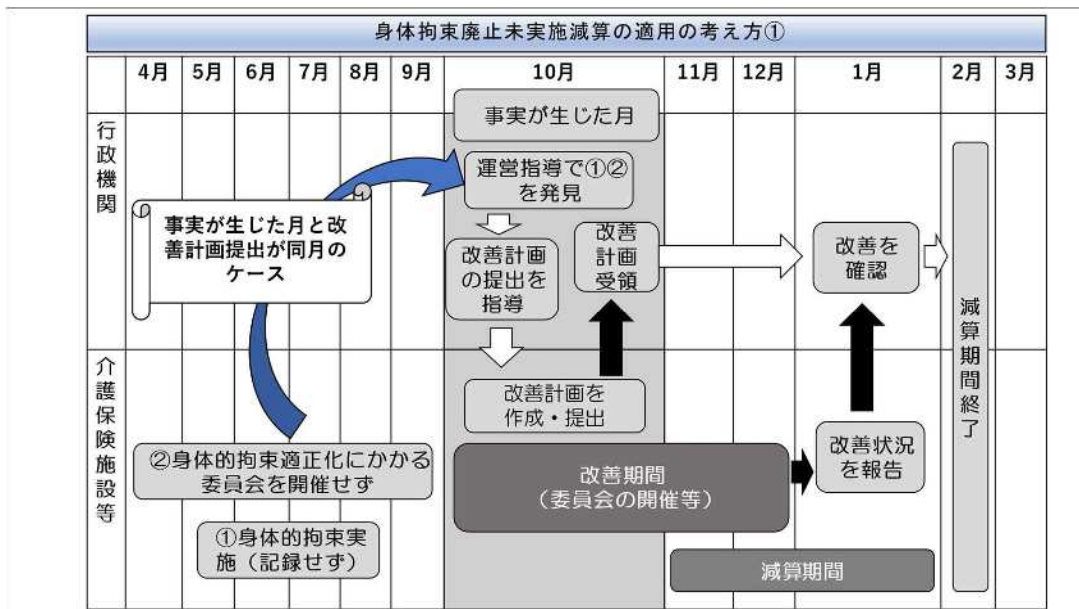 身体拘束廃止未実施減算の適用の考え方①
4月 5月 6月 7月 8月 9月 10月 11月 12月 1月 2月 3月
行政機関
事実が生じた月
運営指導で①②
を発見
事実が生じた月と改
善計画提出が同月の
ケース
改善計画
の提出を
指導
改善
計画
受領
改善を
確認
減算期間終了
介護保険施設等
改善計画を
作成・提出
②身体的拘束適正化にかかる
委員会を開催せず
改善期間
（委員会の開催等）
改善状況
を報告
①身体的拘束実
施（記録せず）
減算期間